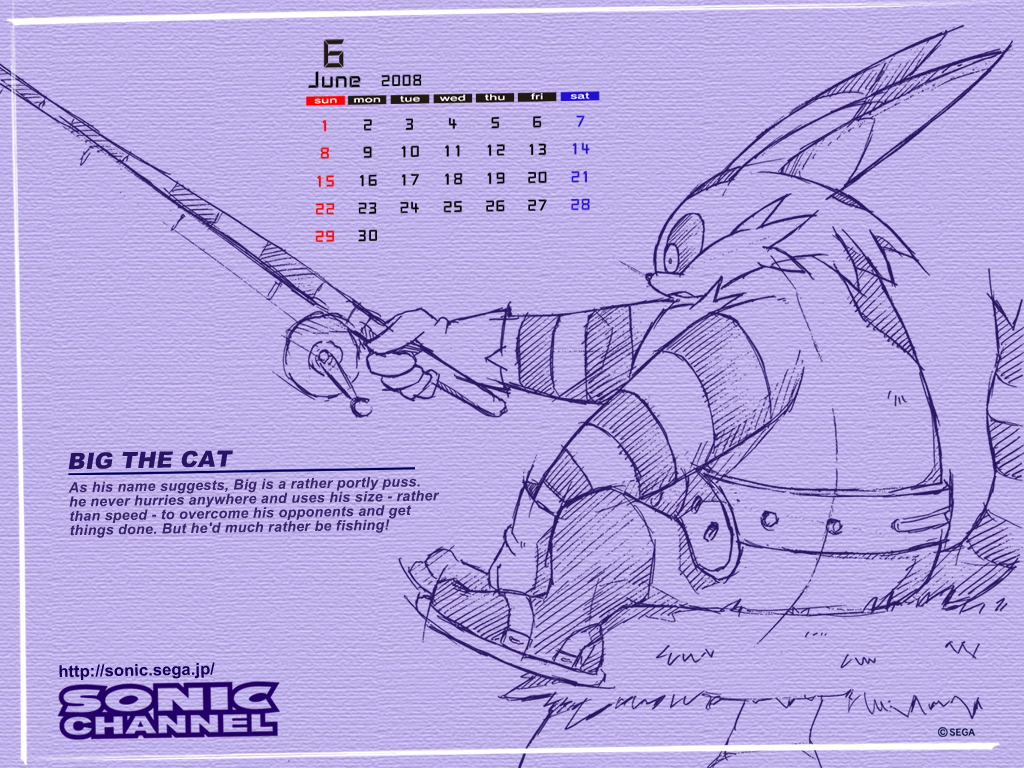 6
June 2008
sun mon tue wed thu fri sat
1 2 3 4 5 6 7
8 9 10 11 12 13 14
15 16 17 18 19 20 21
22 23 24 25 26 27 28
29 30
BIG THE CAT
As his name suggests, Big is a rather portly puss.
he never hurries anywhere and uses his size - rather
than speed - to overcome his opponents and get
things done. But he'd much rather be fishing!
http://sonic.sega.jp/
SONIC
CHANNEL
©SEGA